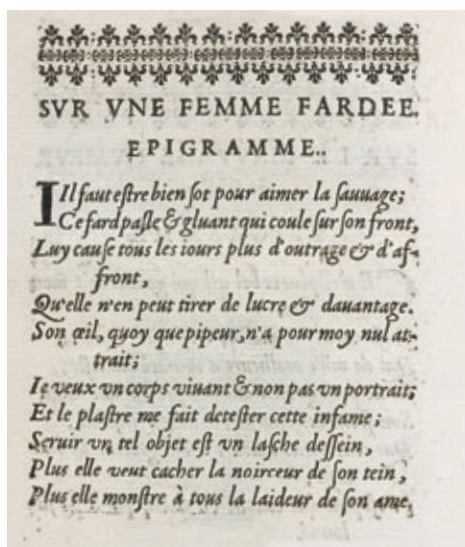 SVR VNE FEMME FARDEE.
EPIGRAMME..
IIl faut eſtre bien ſot pour aimer la ſauuage;
Ce fard paſle & gluant qui coule ſur ſon front,
Luy cauſe tous les iours plus d'outrage & d'af-
front,
Qu'elle n'en peut tirer de lucre & dauantage.
Son œil, quoy que pipeur, n'a pour moy nul at-
trait;
Ie veux vn corps viuant & non pas vn portrait;
Et le plaſtre me fait deteſter cette infame;
Seruir vn tel objet eſt vn laſche deſſein,
Plus elle veut cacher la noirceur de ſon tein,
Plus elle monſtre à tous la laideur de ſon ame.